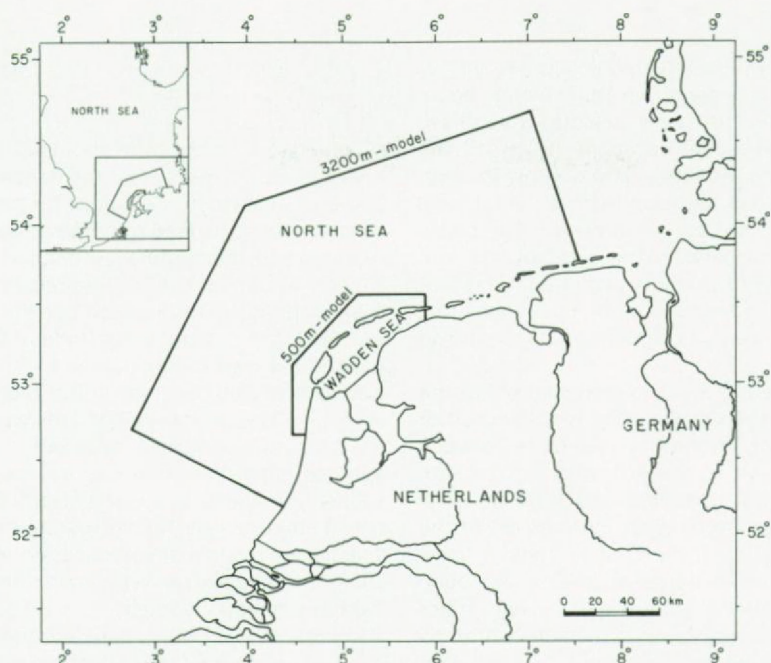 2° 3° 4° 5° 6° 7° 8° 9°
55° 55°
NORTH SEA
3200m - model
54° 54°
NORTH SEA
500m - model
WADDEN SEA
53° 53°
GERMANY
NETHERLANDS
52° 52°
0 20 40 60 km
2° 3° 4° 5° 6° 7° 8° 9°